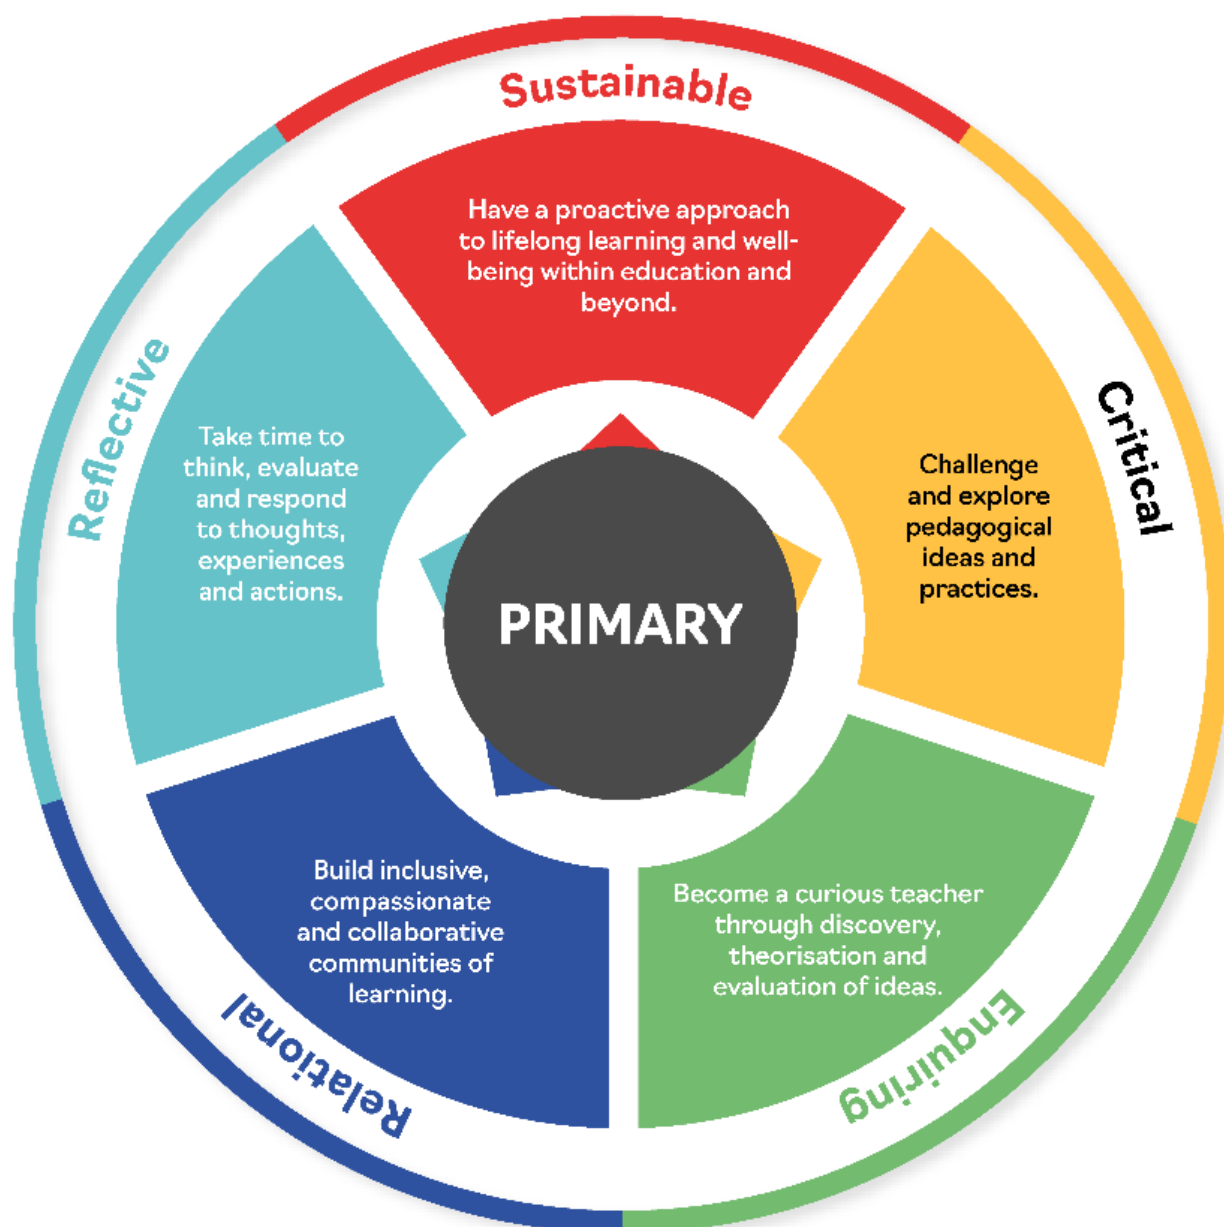 Sustainable
Have a proactive approach
to lifelong learning and well-
being within education and
beyond.
Critical
Challenge
and explore
pedagogical
ideas and
practices.
Enquiring
Become a curious teacher
through discovery,
theorisation and
evaluation of ideas.
Relational
Build inclusive,
compassionate
and collaborative
communities of
learning.
Reflective
Take time to
think, evaluate
and respond
to thoughts,
experiences
and actions.
PRIMARY